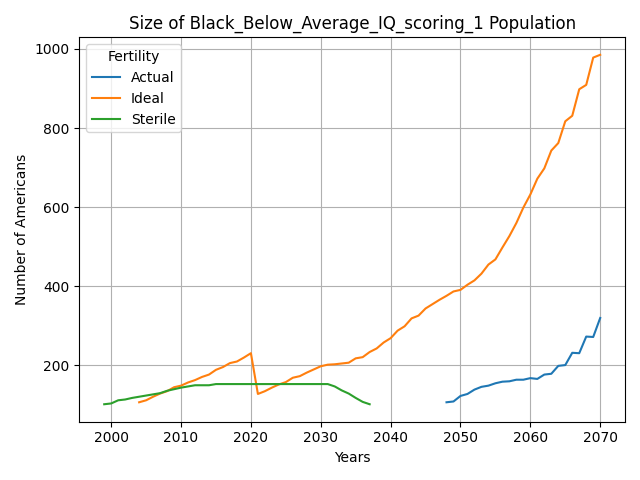 Size of Black_Below_Average_IQ_scoring_1 Population
Fertility
Actual
Ideal
Sterile
Number of Americans
1000
800
600
400
200
2000 2010 2020 2030 2040 2050 2060 2070
Years